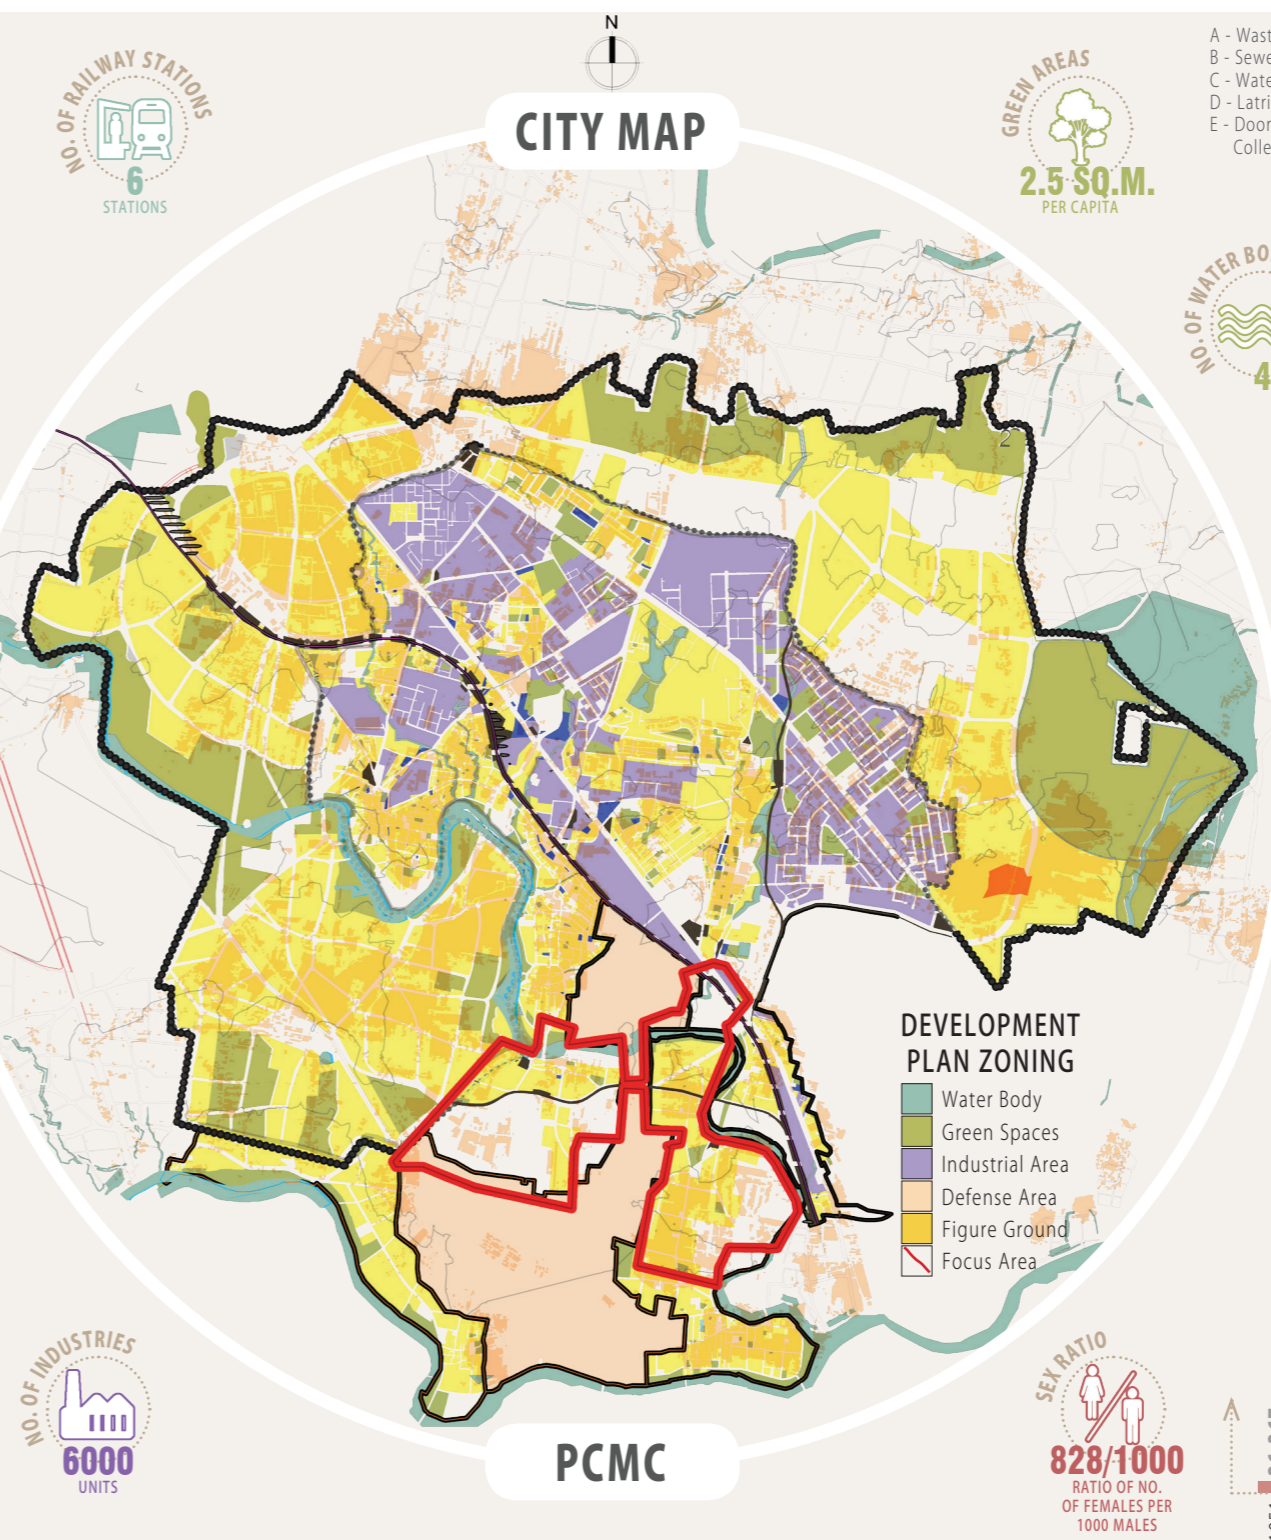 N
CITY MAP
NO. OF RAILWAY STATIONS
6
STATIONS
GREEN AREAS
2.5 SQ.M.
PER CAPITA
A - Wast
B - Sewe
C - Wate
D - Latri
E - Door
Colle
NO. OF WATER BO
4
2
DEVELOPMENT
PLAN ZONING
Water Body
Green Spaces
Industrial Area
Defense Area
Figure Ground
Focus Area
NO. OF INDUSTRIES
6000
UNITS
PCMC
SEX RATIO
828/1000
RATIO OF NO.
OF FEMALES PER
1000 MALES